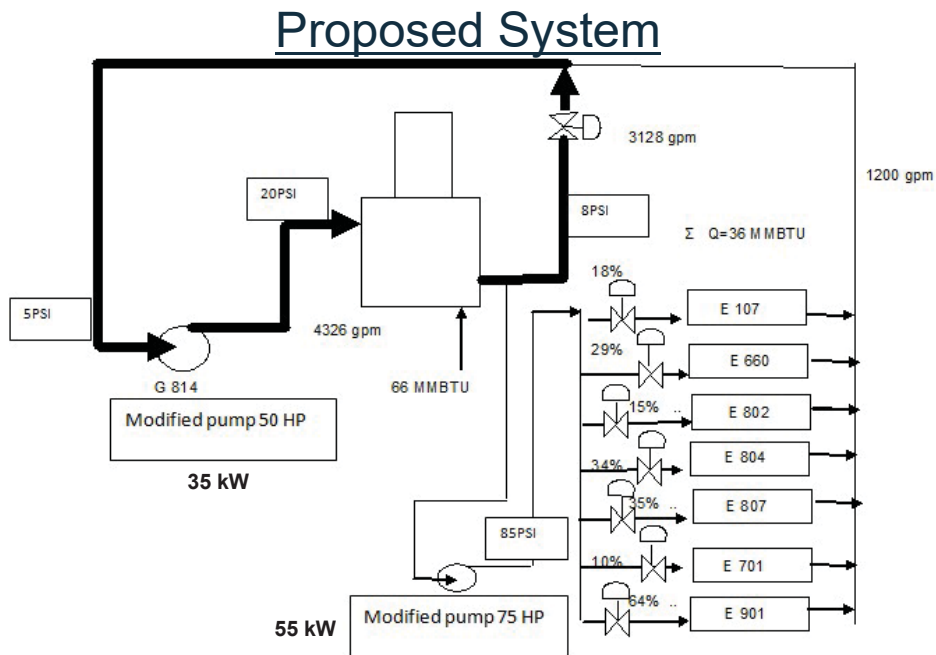 Proposed System
3128 gpm
1200 gpm
20PSI
8PSI
Σ Q=36 MMBTU
18%
5PSI
E 107
4326 gpm
29%
E 660
G 814
66 MMBTU
15% ..
E 802
Modified pump 50 HP
34%
E 804
35 kW
35% ..
E 807
85PSI
10%
E 701
64% ..
E 901
55 kW
Modified pump 75 HP